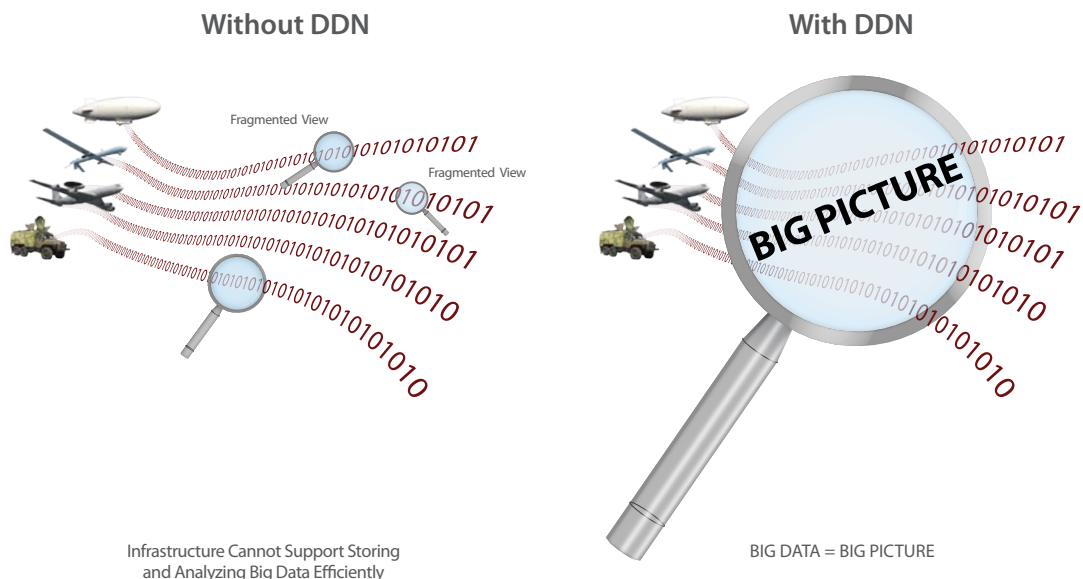 Without DDN
With DDN
Fragmented View
Fragmented View
BIG PICTURE
Infrastructure Cannot Support Storing
and Analyzing Big Data Efficiently
BIG DATA = BIG PICTURE